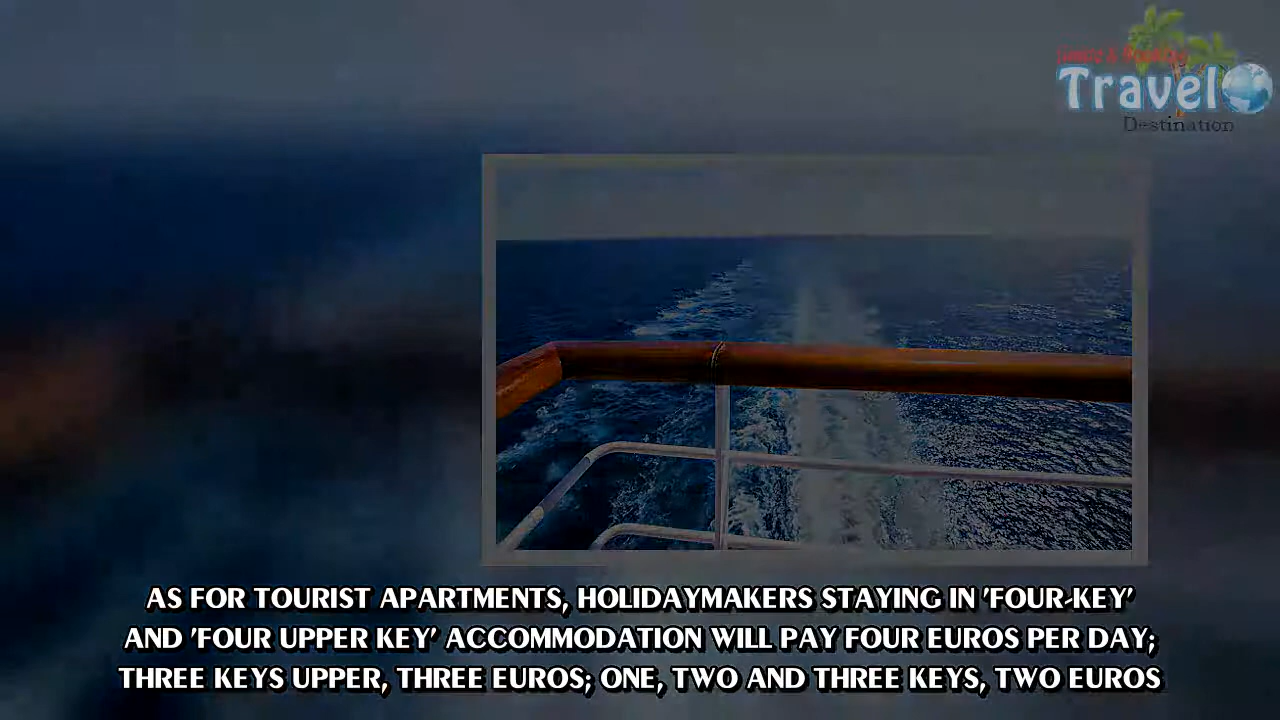 Travel
Destination
AS FOR TOURIST APARTMENTS, HOLIDAYMAKERS STAYING IN 'FOUR-KEY'
AND 'FOUR UPPER KEY' ACCOMMODATION WILL PAY FOUR EUROS PER DAY;
THREE KEYS UPPER, THREE EUROS; ONE, TWO AND THREE KEYS, TWO EUROS